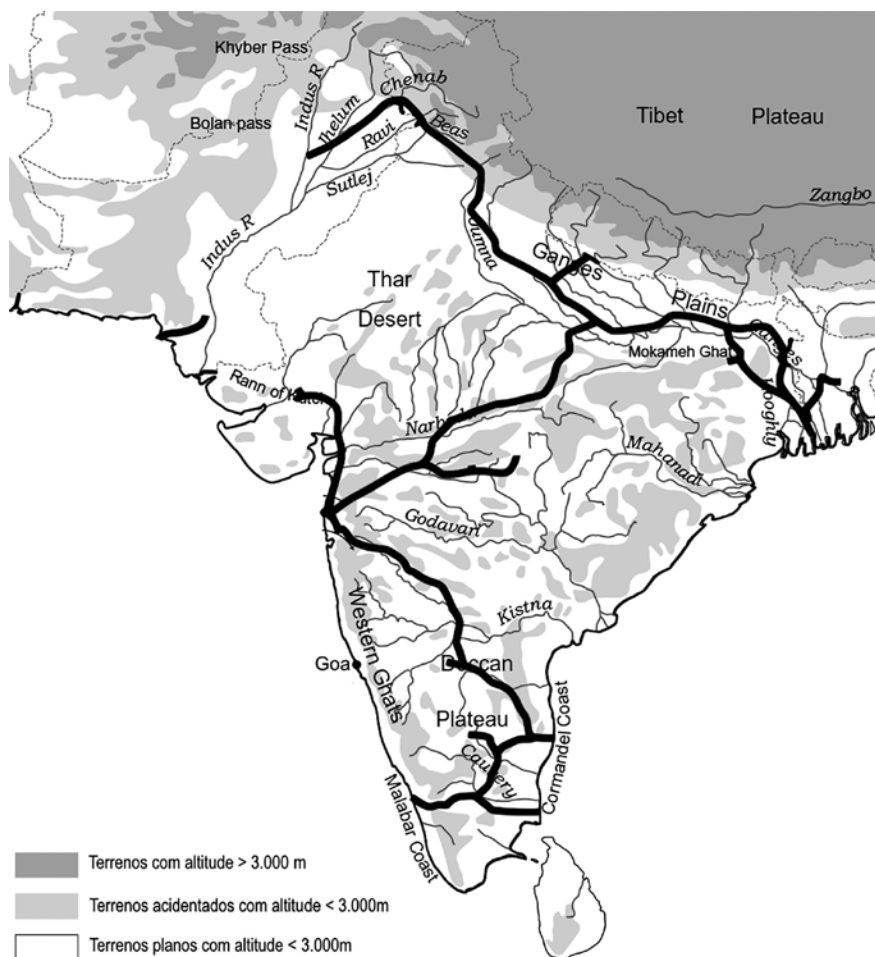 Khyber Pass
Indus R
Jhelum
Chenab
Bolan pass
Ravi
Beas
Sutlej
Tibet Plateau
Zangbo
Indus R
Jumna
Ganges
Plains
Ganges
Thar
Desert
Mokameh Ghat
Hooghly
Rann of Kutch
Narbada
Mahanadi
Godavari
Kistna
Western Ghats
Goa
Deccan
Plateau
Cauvery
Cormandel Coast
Malabar Coast
Terrenos com altitude > 3.000 m
Terrenos acidentados com altitude < 3.000m
Terrenos planos com altitude < 3.000m